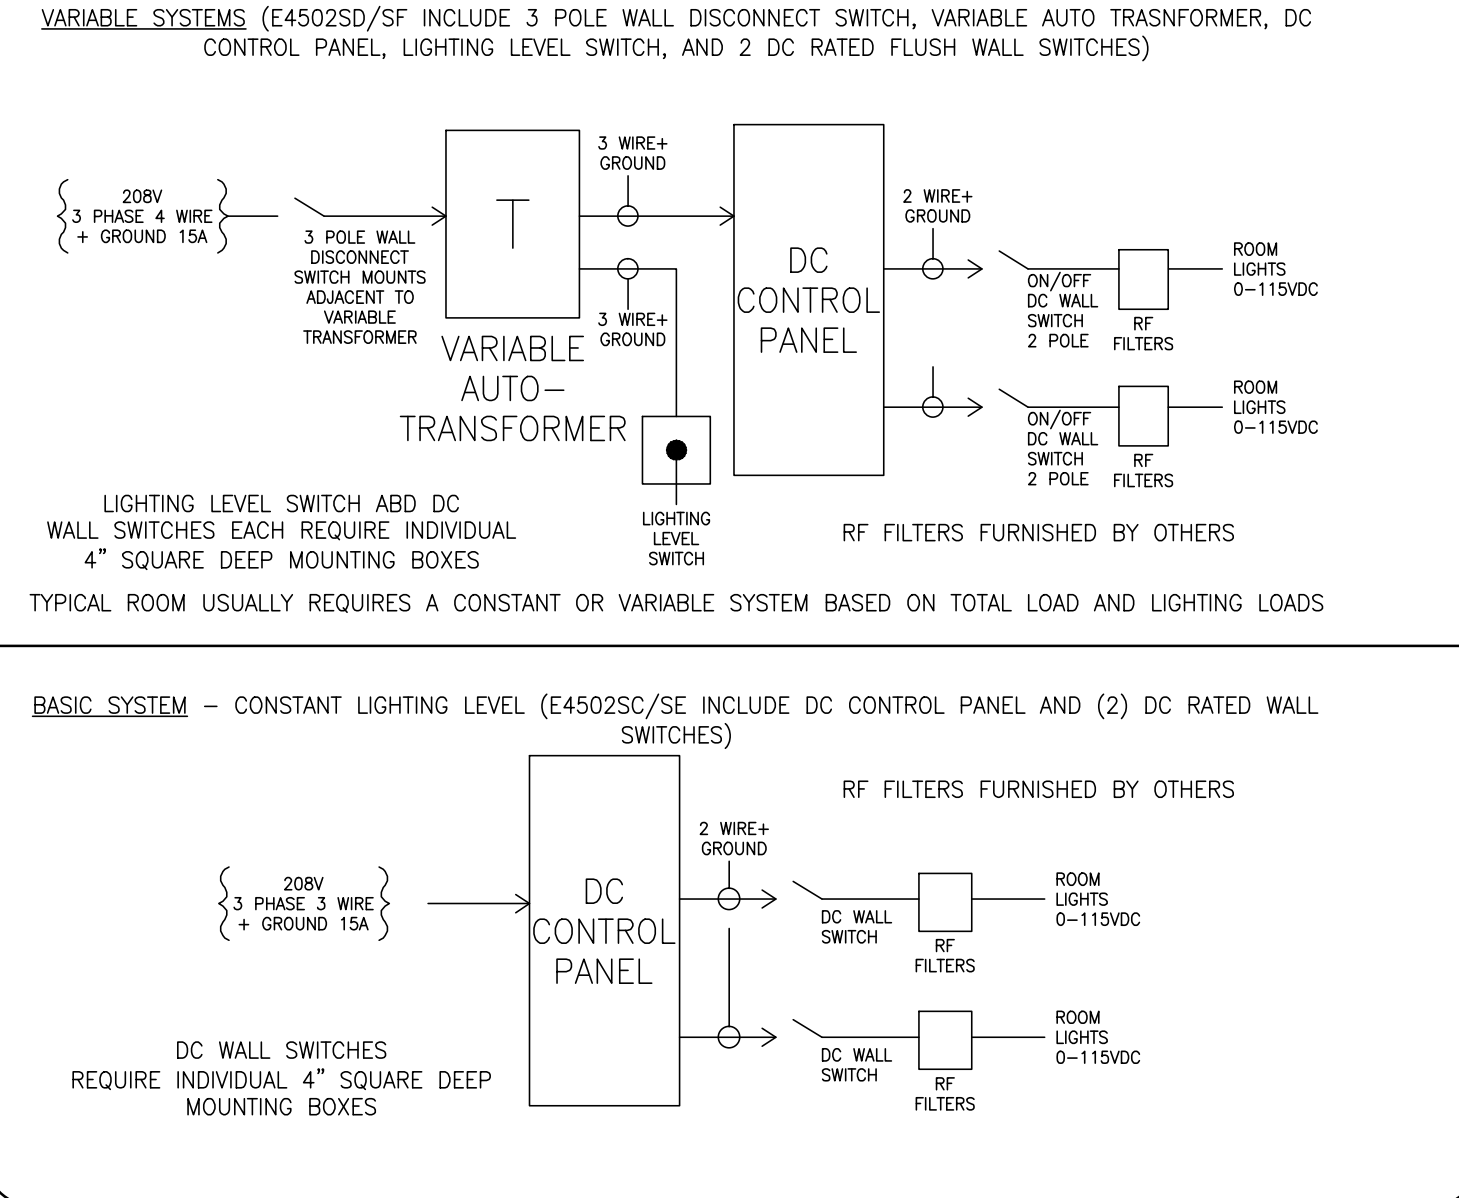 VARIABLE SYSTEMS (E4502SD/SF INCLUDE 3 POLE WALL DISCONNECT SWITCH, VARIABLE AUTO TRASNFORMER, DC
CONTROL PANEL, LIGHTING LEVEL SWITCH, AND 2 DC RATED FLUSH WALL SWITCHES)
208V
3 PHASE 4 WIRE
+ GROUND 15A
3 POLE WALL
DISCONNECT
SWITCH MOUNTS
ADJACENT TO
VARIABLE
TRANSFORMER
T
VARIABLE
AUTO-
TRANSFORMER
3 WIRE+
GROUND
3 WIRE+
GROUND
LIGHTING
LEVEL
SWITCH
DC
CONTROL
PANEL
2 WIRE+
GROUND
ON/OFF
DC WALL
SWITCH
2 POLE
RF
FILTERS
ROOM
LIGHTS
0-115VDC
ON/OFF
DC WALL
SWITCH
2 POLE
RF
FILTERS
ROOM
LIGHTS
0-115VDC
LIGHTING LEVEL SWITCH ABD DC
WALL SWITCHES EACH REQUIRE INDIVIDUAL
4” SQUARE DEEP MOUNTING BOXES
RF FILTERS FURNISHED BY OTHERS
TYPICAL ROOM USUALLY REQUIRES A CONSTANT OR VARIABLE SYSTEM BASED ON TOTAL LOAD AND LIGHTING LOADS
BASIC SYSTEM - CONSTANT LIGHTING LEVEL (E4502SC/SE INCLUDE DC CONTROL PANEL AND (2) DC RATED WALL
SWITCHES)
RF FILTERS FURNISHED BY OTHERS
208V
3 PHASE 3 WIRE
+ GROUND 15A
DC
CONTROL
PANEL
2 WIRE+
GROUND
DC WALL
SWITCH
RF
FILTERS
ROOM
LIGHTS
0-115VDC
DC WALL
SWITCH
RF
FILTERS
ROOM
LIGHTS
0-115VDC
DC WALL SWITCHES
REQUIRE INDIVIDUAL 4” SQUARE DEEP
MOUNTING BOXES